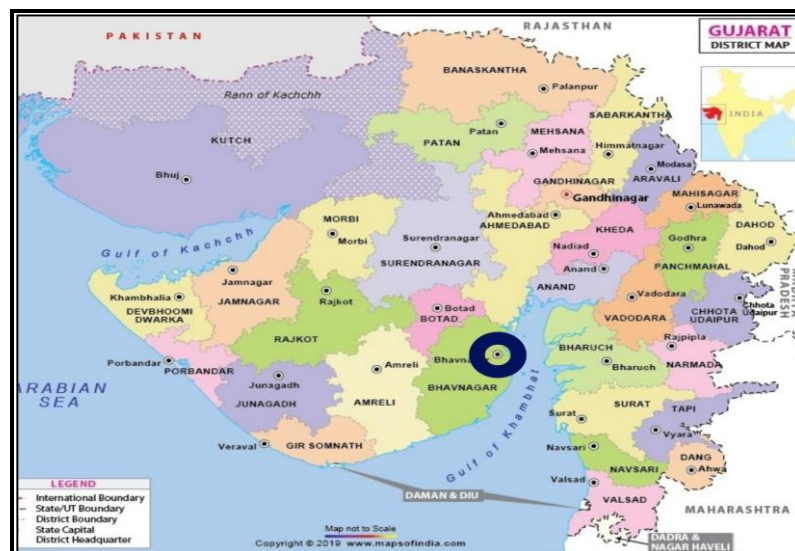 RAJASTHAN
GUJARAT
DISTRICT MAP
PAKISTAN
INDIA
BANASKANTHA
Palanpur
Rann of Kachchh
SABARKANTHA
PATAN
Patan
MEHSANA
Mehsana
Himmatnagar
KUTCH
Modasa
ARAVALI
Bhuj
GANDHINAGAR
Gandhinagar
MAHISAGAR
Lunawada
MORBI
Morbi
Ahmedabad
AHMEDABAD
KHEDA
DAHOD
Dahod
Gulf of Kachchh
Surendranagar
SURENDRANAGAR
Nadiad
Godhra
PANCHMAHAL
Jamnagar
JAMNAGAR
Anand
ANAND
PRADESH
Khambhalia
DEVBHOOMI
DWARKA
Rajkot
RAJKOT
Botad
BOTAD
Vadodara
VADODARA
Chhota
Udaipur
CHHOTA
UDAIPUR
Porbandar
PORBANDAR
Bhavna
BHAVNAGAR
BHARUCH
Bharuch
Rajpipla
NARMADA
ARABIAN
SEA
Junagadh
JUNAGADH
Amreli
AMRELI
Gulf of Khambhat
Surat
SURAT
TAPI
Vyara
Veraval
GIR SOMNATH
Navsari
NAVSARI
DANG
Ahwa
Valsad
VALSAD
DAMAN & DIU
MAHARASHTRA
DADRA &
NAGAR HAVELI
LEGEND
International Boundary
State/UT Boundary
District Boundary
State Capital
District Headquarter
Map not to Scale
Copyright © 2019 www.mapsofindia.com